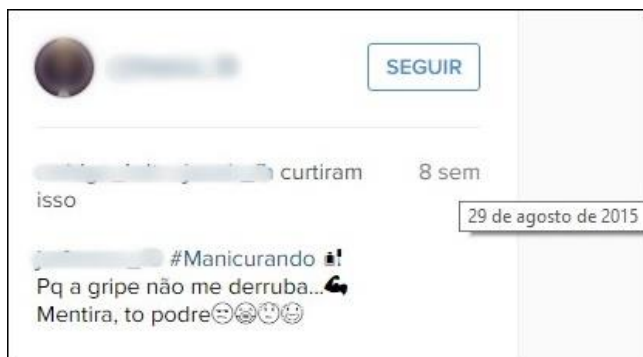 SEGUIR
curtiram 8 sem
isso
29 de agosto de 2015
#Manicurando
Pq a gripe não me derruba...💪
Mentira, to podre